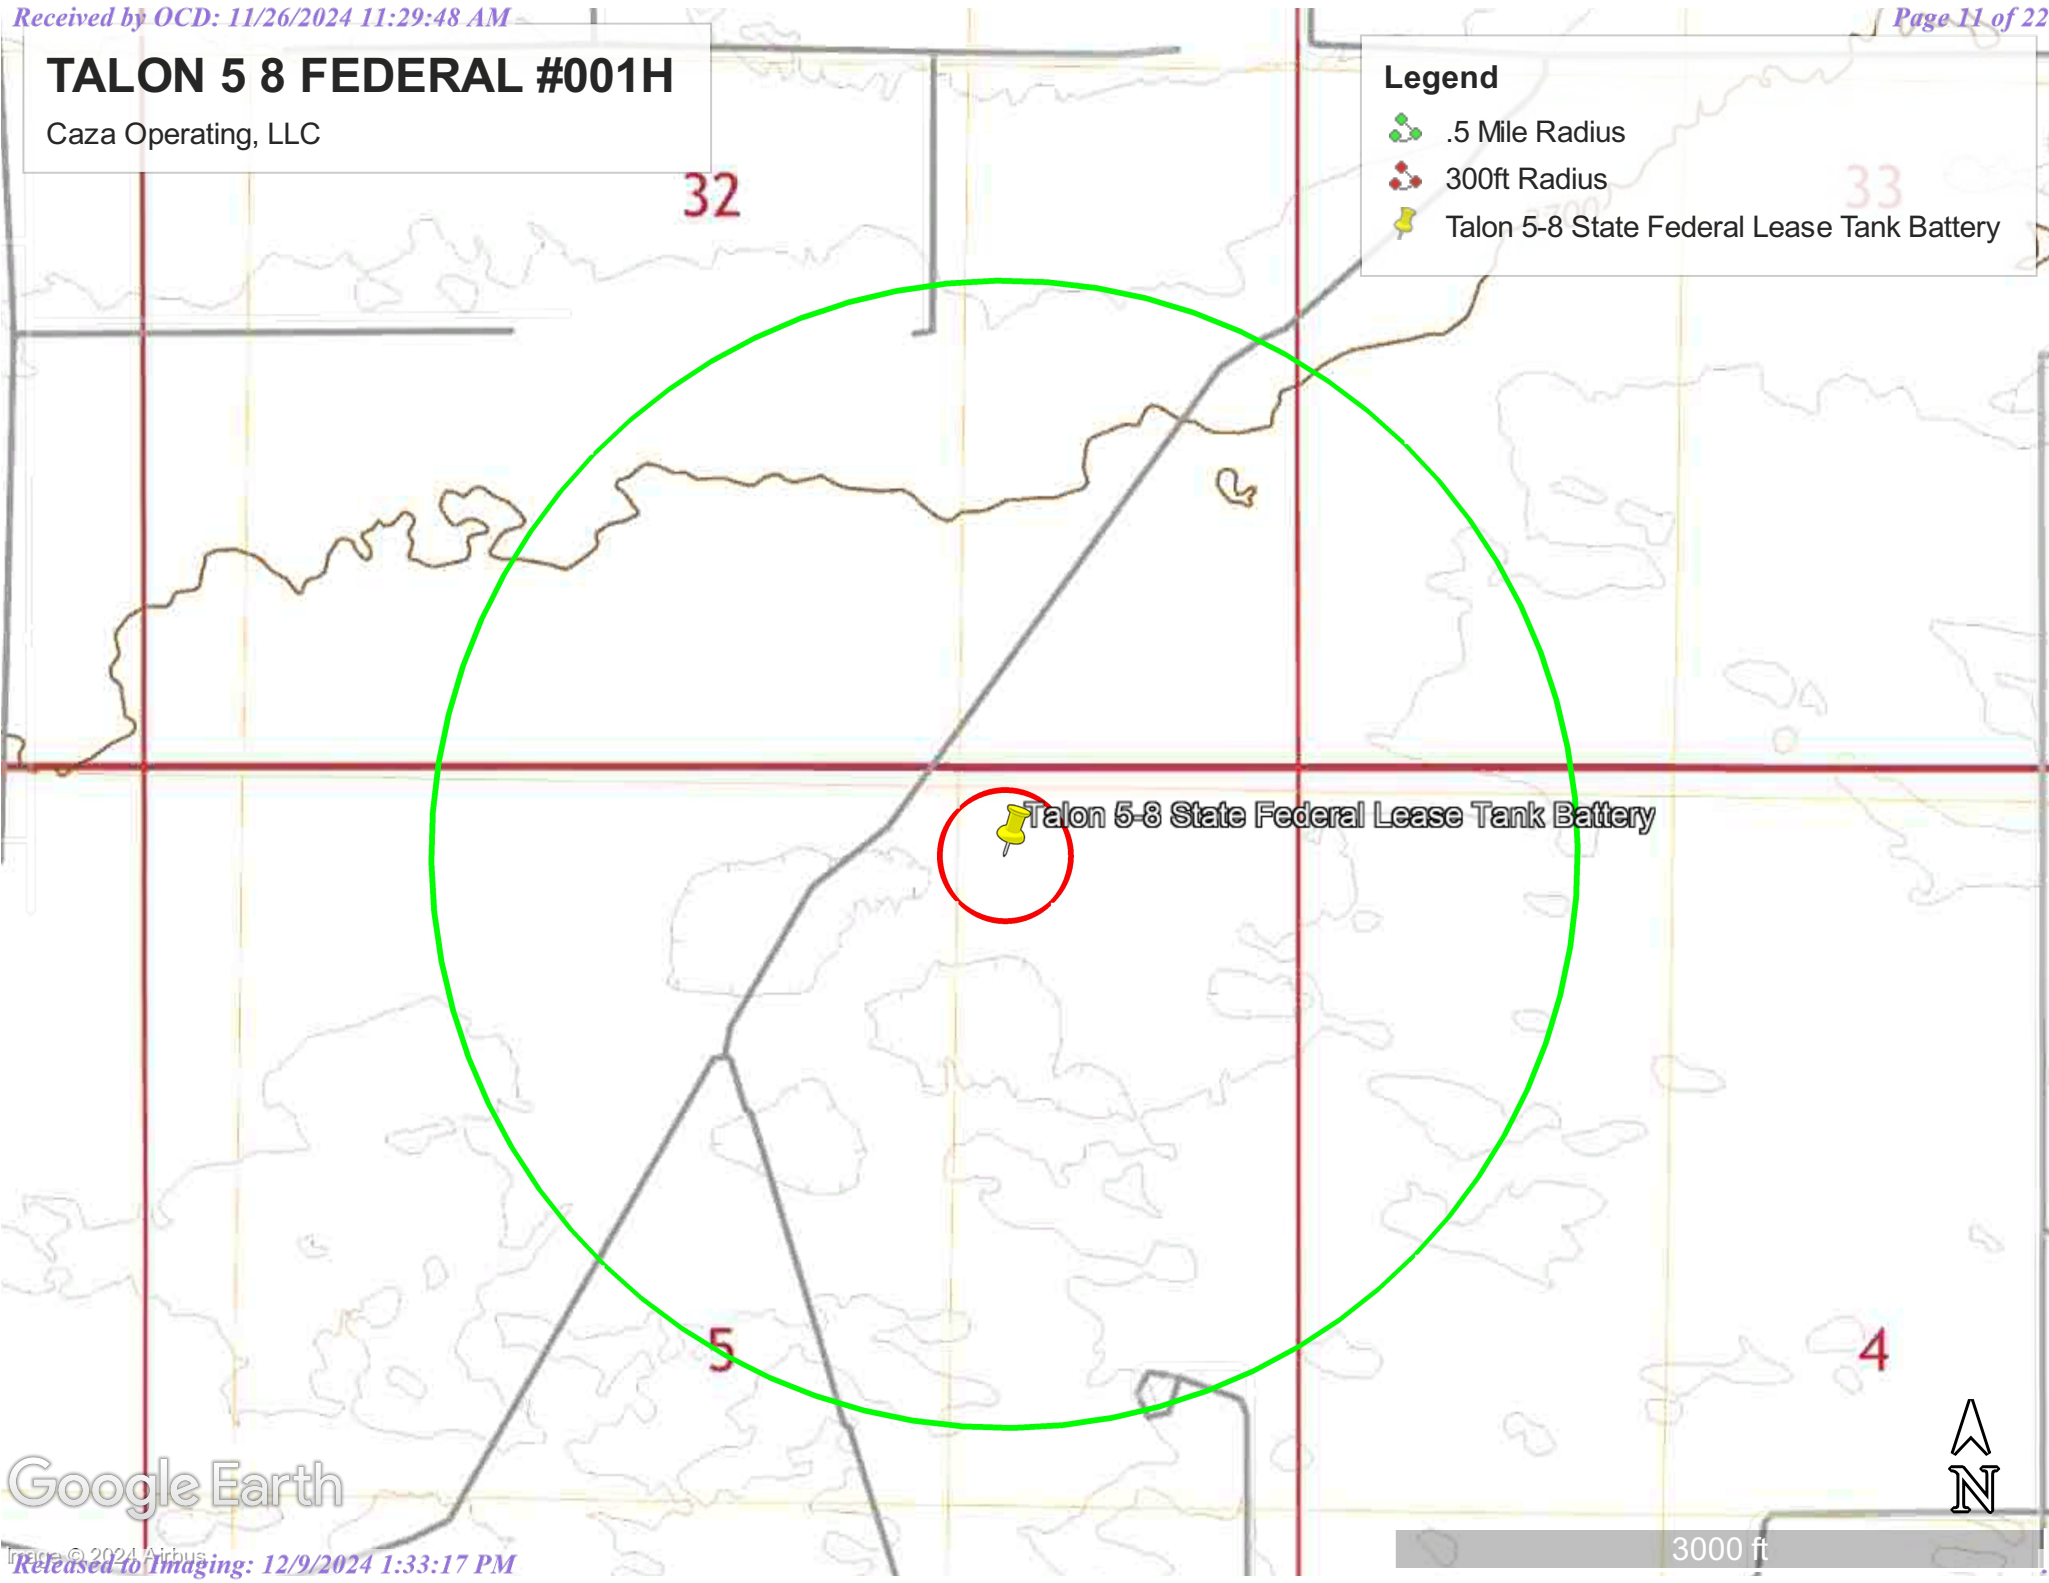 Received by OCD: 11/26/2024 11:29:48 AM
Page 11 of 22
TALON 5 8 FEDERAL #001H
Caza Operating, LLC
Legend
.5 Mile Radius
300ft Radius
Talon 5-8 State Federal Lease Tank Battery
32
33
3700
Talon 5-8 State Federal Lease Tank Battery
5
4
N
Google Earth
3000 ft
Image © 2024 Airbus
Released to Imaging: 12/9/2024 1:33:17 PM